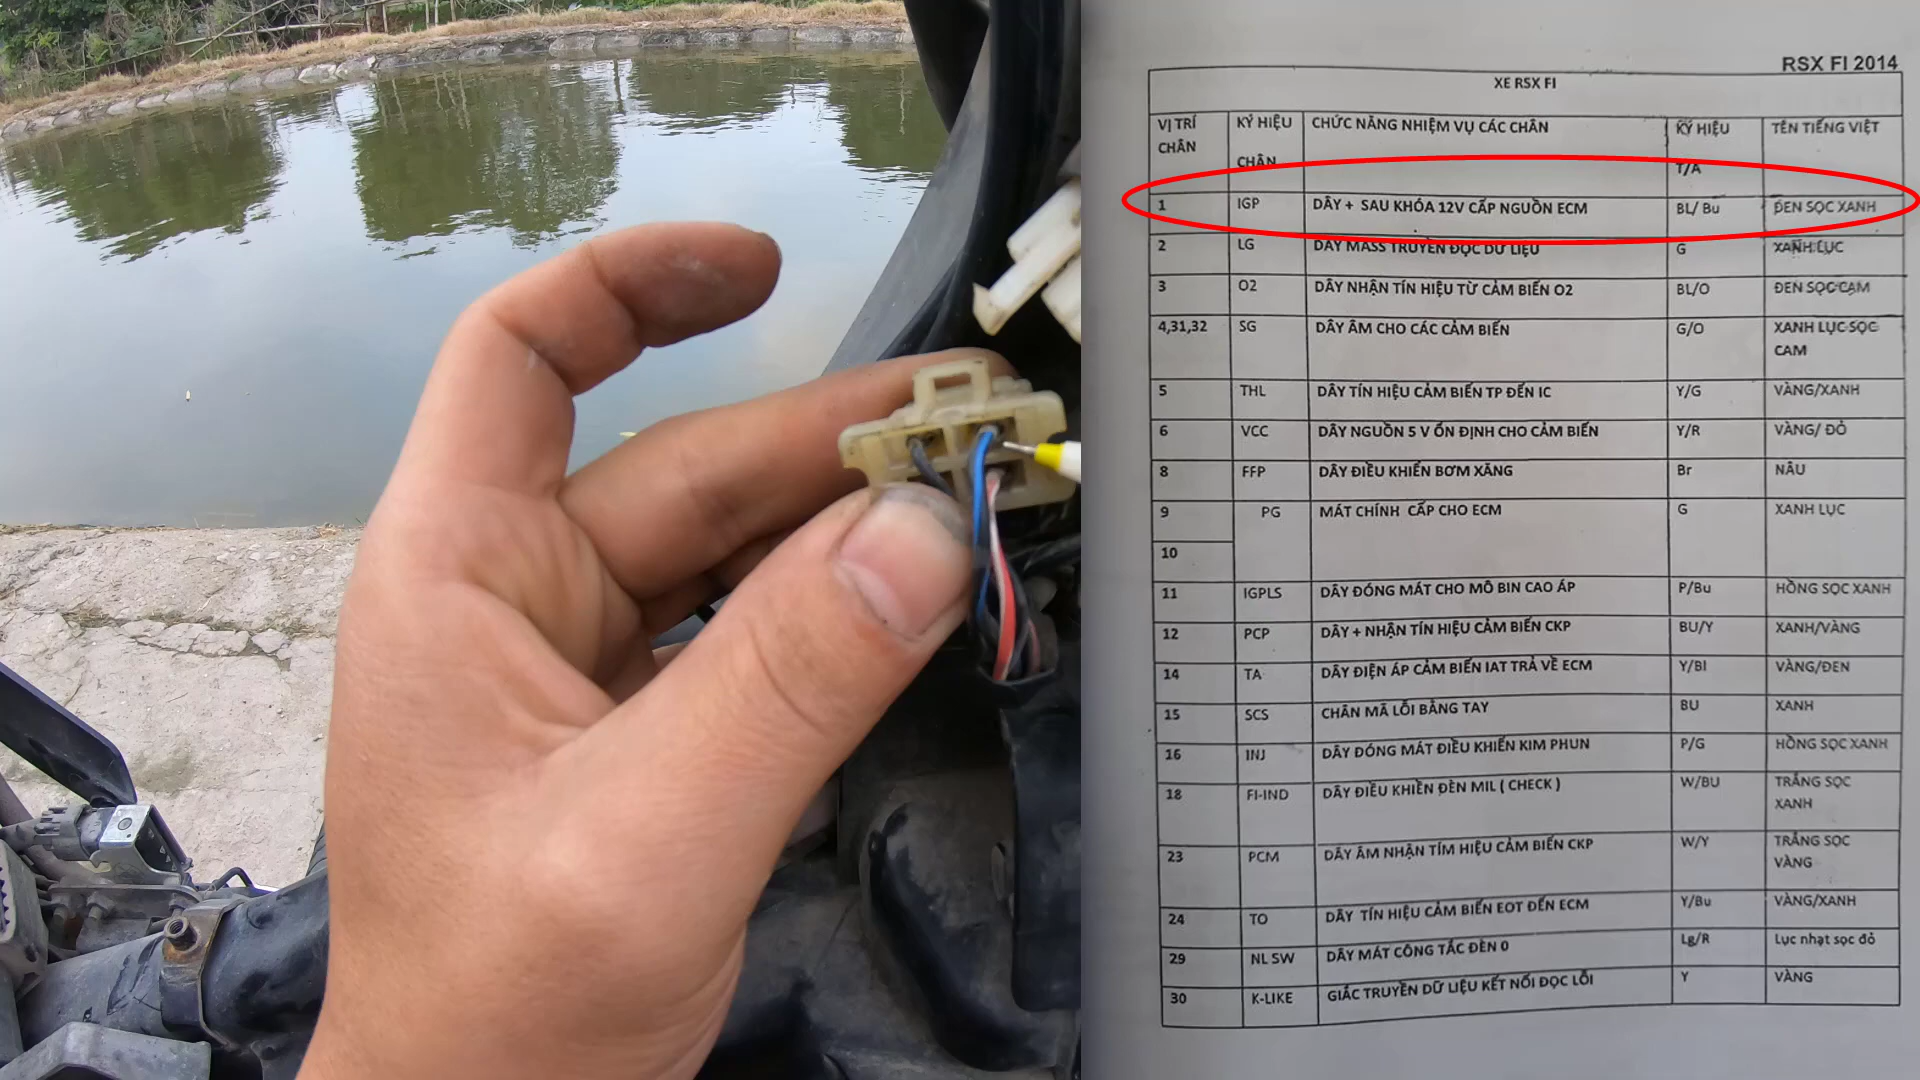 RSX FI 2014
XE RSX FI
VỊ TRÍ CHÂN KÝ HIỆU CHÂN CHỨC NĂNG NHIỆM VỤ CÁC CHÂN KÝ HIỆU T/A TÊN TIẾNG VIỆT
1 IGP DÂY + SAU KHÓA 12V CẤP NGUỒN ECM BL/ Bu ĐEN SỌC XANH
2 LG DÂY MASS TRUYỀN ĐỌC DỮ LIỆU G XANH LỤC
3 O2 DÂY NHẬN TÍN HIỆU TỪ CẢM BIẾN O2 BL/O ĐEN SỌC CAM
4,31,32 SG DÂY ÂM CHO CÁC CẢM BIẾN G/O XANH LỤC SỌC CAM
5 THL DÂY TÍN HIỆU CẢM BIẾN TP ĐẾN IC Y/G VÀNG/XANH
6 VCC DÂY NGUỒN 5 V ỔN ĐỊNH CHO CẢM BIẾN Y/R VÀNG/ ĐỎ
8 FFP DÂY ĐIỀU KHIỂN BƠM XĂNG Br NÂU
9 PG MÁT CHÍNH CẤP CHO ECM G XANH LỤC
10
11 IGPLS DÂY ĐÓNG MÁT CHO MÔ BIN CAO ÁP P/Bu HỒNG SỌC XANH
12 PCP DÂY + NHẬN TÍN HIỆU CẢM BIẾN CKP BU/Y XANH/VÀNG
14 TA DÂY ĐIỆN ÁP CẢM BIẾN IAT TRẢ VỀ ECM Y/Bl VÀNG/ĐEN
15 SCS CHÂN MÃ LỖI BẰNG TAY BU XANH
16 INJ DÂY ĐÓNG MÁT ĐIỀU KHIỂN KIM PHUN P/G HỒNG SỌC XANH
18 FI-IND DÂY ĐIỀU KHIỂN ĐÈN MIL ( CHECK ) W/BU TRẮNG SỌC XANH
23 PCM DÂY ÂM NHẬN TÍM HIỆU CẢM BIẾN CKP W/Y TRẮNG SỌC VÀNG
24 TO DÂY TÍN HIỆU CẢM BIẾN EOT ĐẾN ECM Y/Bu VÀNG/XANH
29 NL SW DÂY MÁT CÔNG TẮC ĐÈN 0 Lg/R Lục nhạt sọc đỏ
30 K-LIKE GIẮC TRUYỀN DỮ LIỆU KẾT NỐI ĐỌC LỖI Y VÀNG